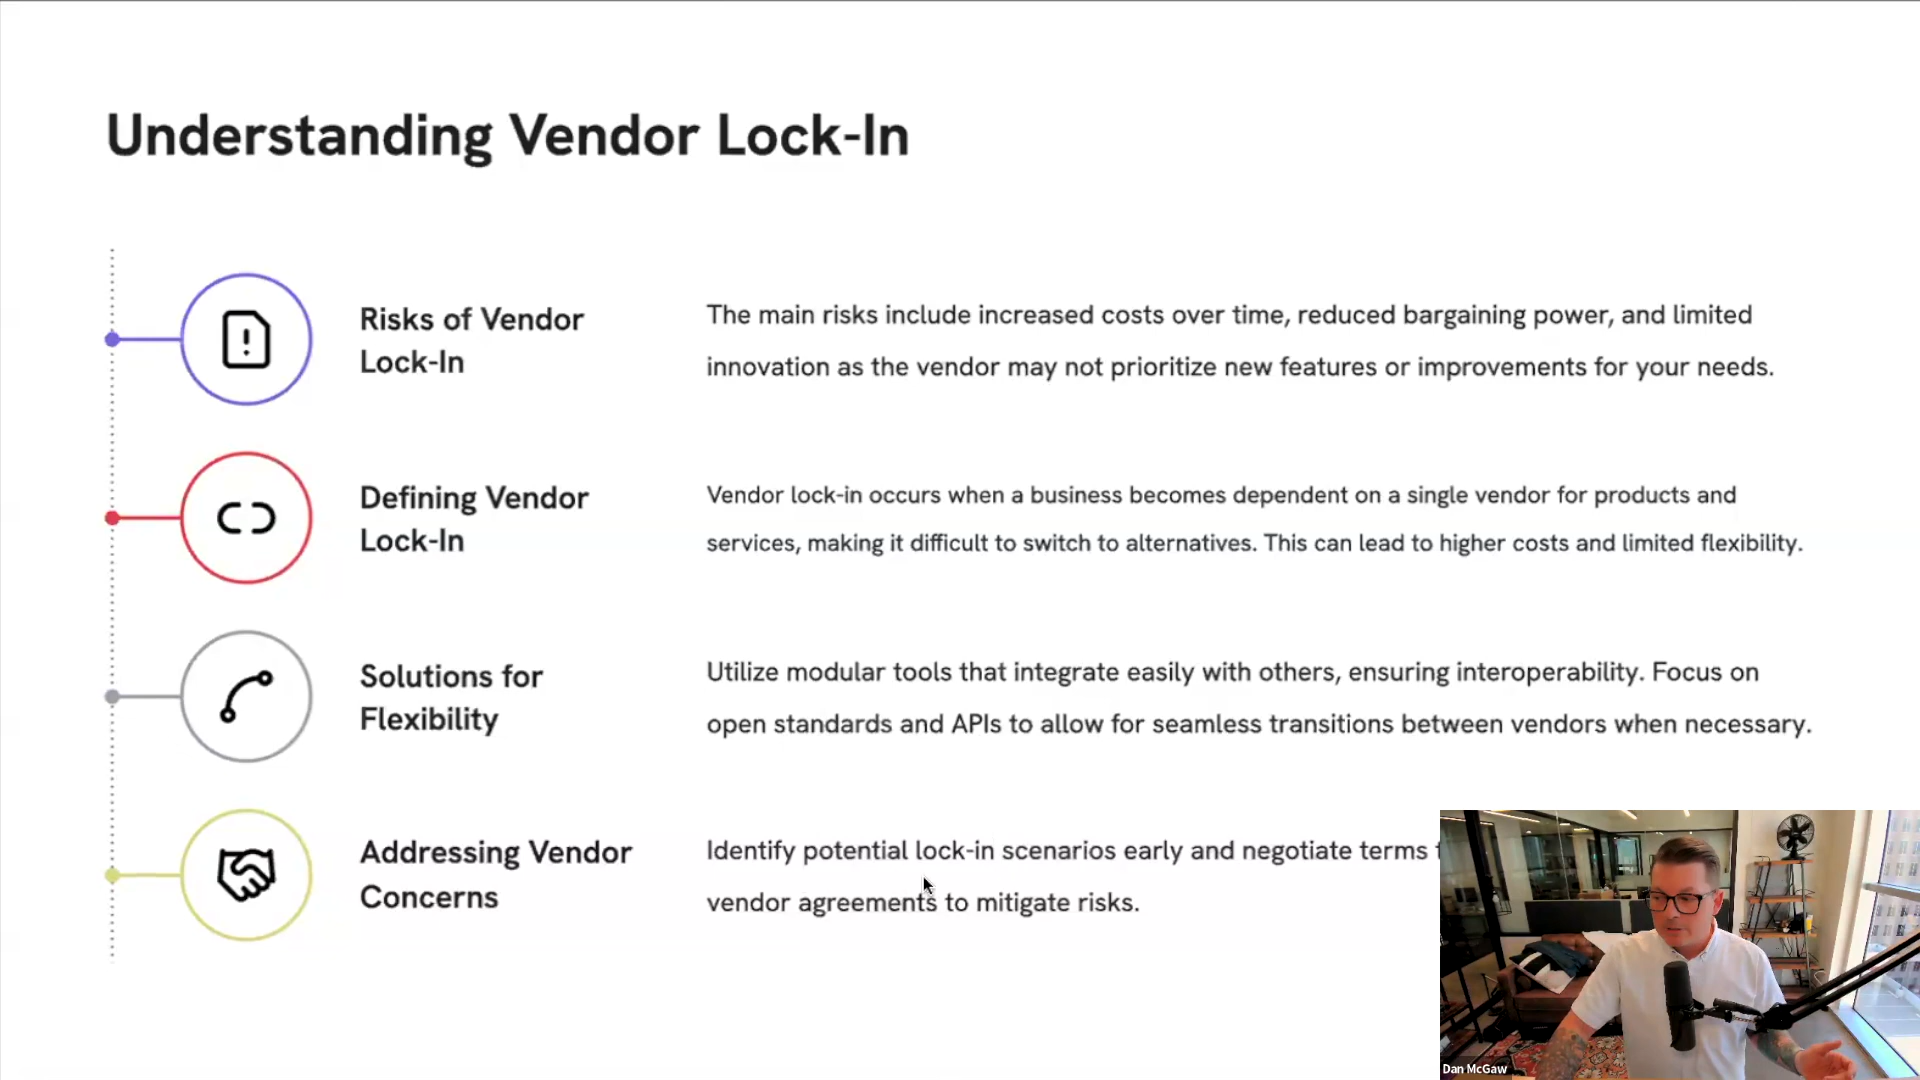 Understanding Vendor Lock-In
Risks of Vendor
Lock-In
The main risks include increased costs over time, reduced bargaining power, and limited
innovation as the vendor may not prioritize new features or improvements for your needs.
Defining Vendor
Lock-In
Vendor lock-in occurs when a business becomes dependent on a single vendor for products and
services, making it difficult to switch to alternatives. This can lead to higher costs and limited flexibility.
Solutions for
Flexibility
Utilize modular tools that integrate easily with others, ensuring interoperability. Focus on
open standards and APIs to allow for seamless transitions between vendors when necessary.
Addressing Vendor
Concerns
Identify potential lock-in scenarios early and negotiate terms
vendor agreements to mitigate risks.
Dan McGaw